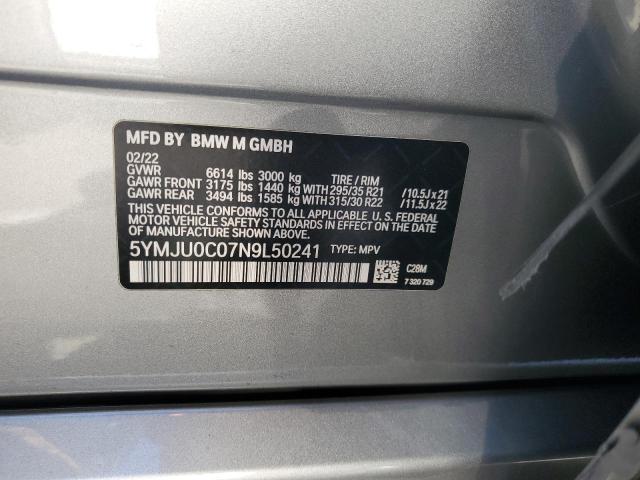 MFD BY BMW M GMBH
02/22
GVWR 6614 lbs 3000 kg TIRE / RIM
GAWR FRONT 3175 lbs 1440 kg WITH 295/35 R21 /10.5J x 21
GAWR REAR 3494 lbs 1585 kg WITH 315/30 R22 /11.5J x 22
THIS VEHICLE CONFORMS TO ALL APPLICABLE U.S. FEDERAL
MOTOR VEHICLE SAFETY STANDARDS IN EFFECT ON THE
DATE OF MANUFACTURE SHOWN ABOVE.
5YMJU0C07N9L50241 TYPE: MPV
C28M
7 320 729